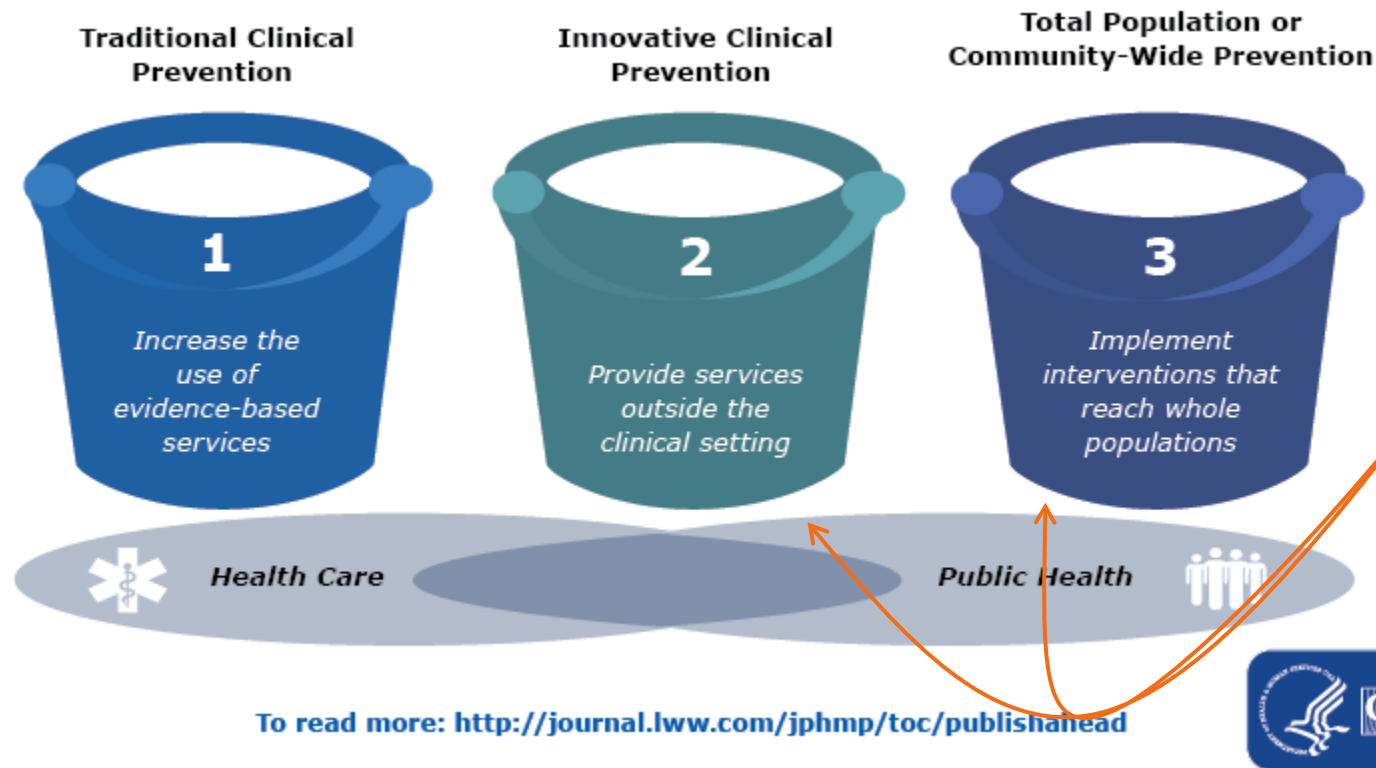 Traditional Clinical
Prevention
Innovative Clinical
Prevention
Total Population or
Community-Wide Prevention
1
Increase the
use of
evidence-based
services
2
Provide services
outside the
clinical setting
3
Implement
interventions that
reach whole
populations
Health Care
Public Health
To read more: http://journal.lww.com/jphmp/toc/publishahead